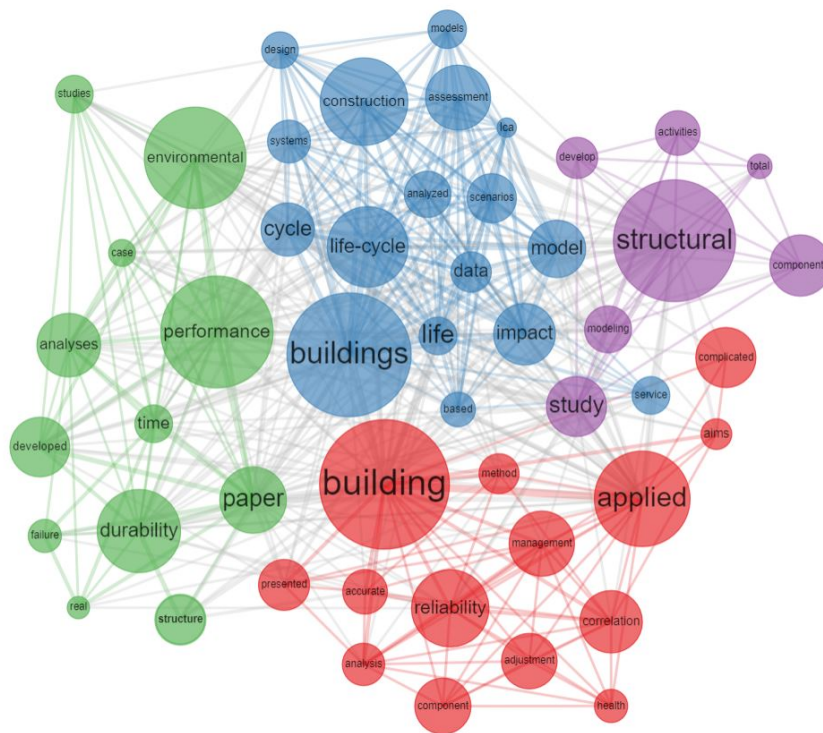 models
design
studies
construction
assessment
lca
activities
systems
environmental
develop
total
analyzed
scenarios
cycle
life-cycle
model
structural
case
data
component
performance
life
impact
modeling
analyses
buildings
complicated
service
based
study
time
aims
developed
method
building
applied
paper
durability
failure
management
presented
accurate
real
structure
reliability
correlation
analysis
adjustment
component
health